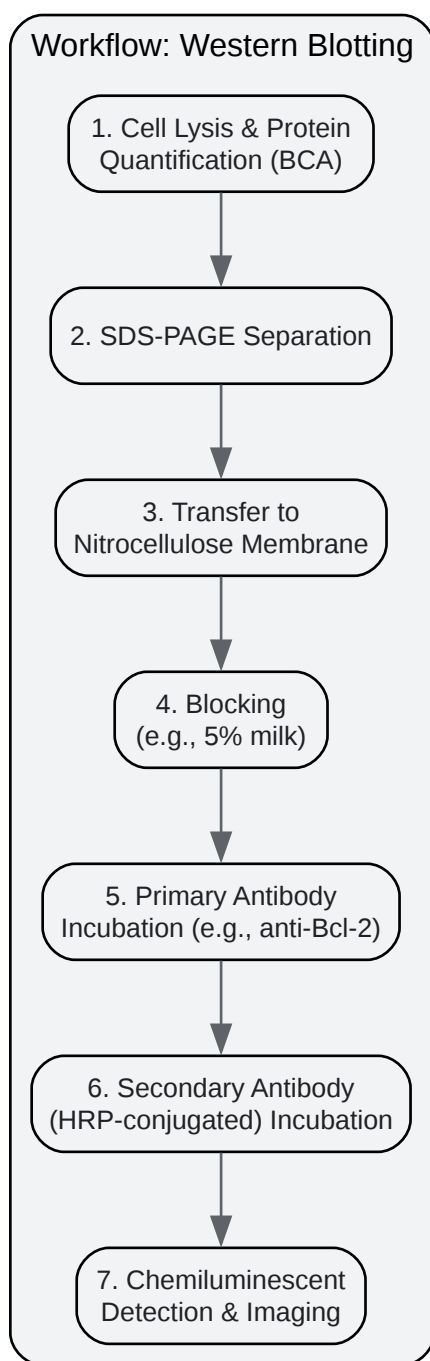 Workflow: Western Blotting
1. Cell Lysis & Protein
Quantification (BCA)
2. SDS-PAGE Separation
3. Transfer to
Nitrocellulose Membrane
4. Blocking
(e.g., 5% milk)
5. Primary Antibody
Incubation (e.g., anti-Bcl-2)
6. Secondary Antibody
(HRP-conjugated) Incubation
7. Chemiluminescent
Detection & Imaging